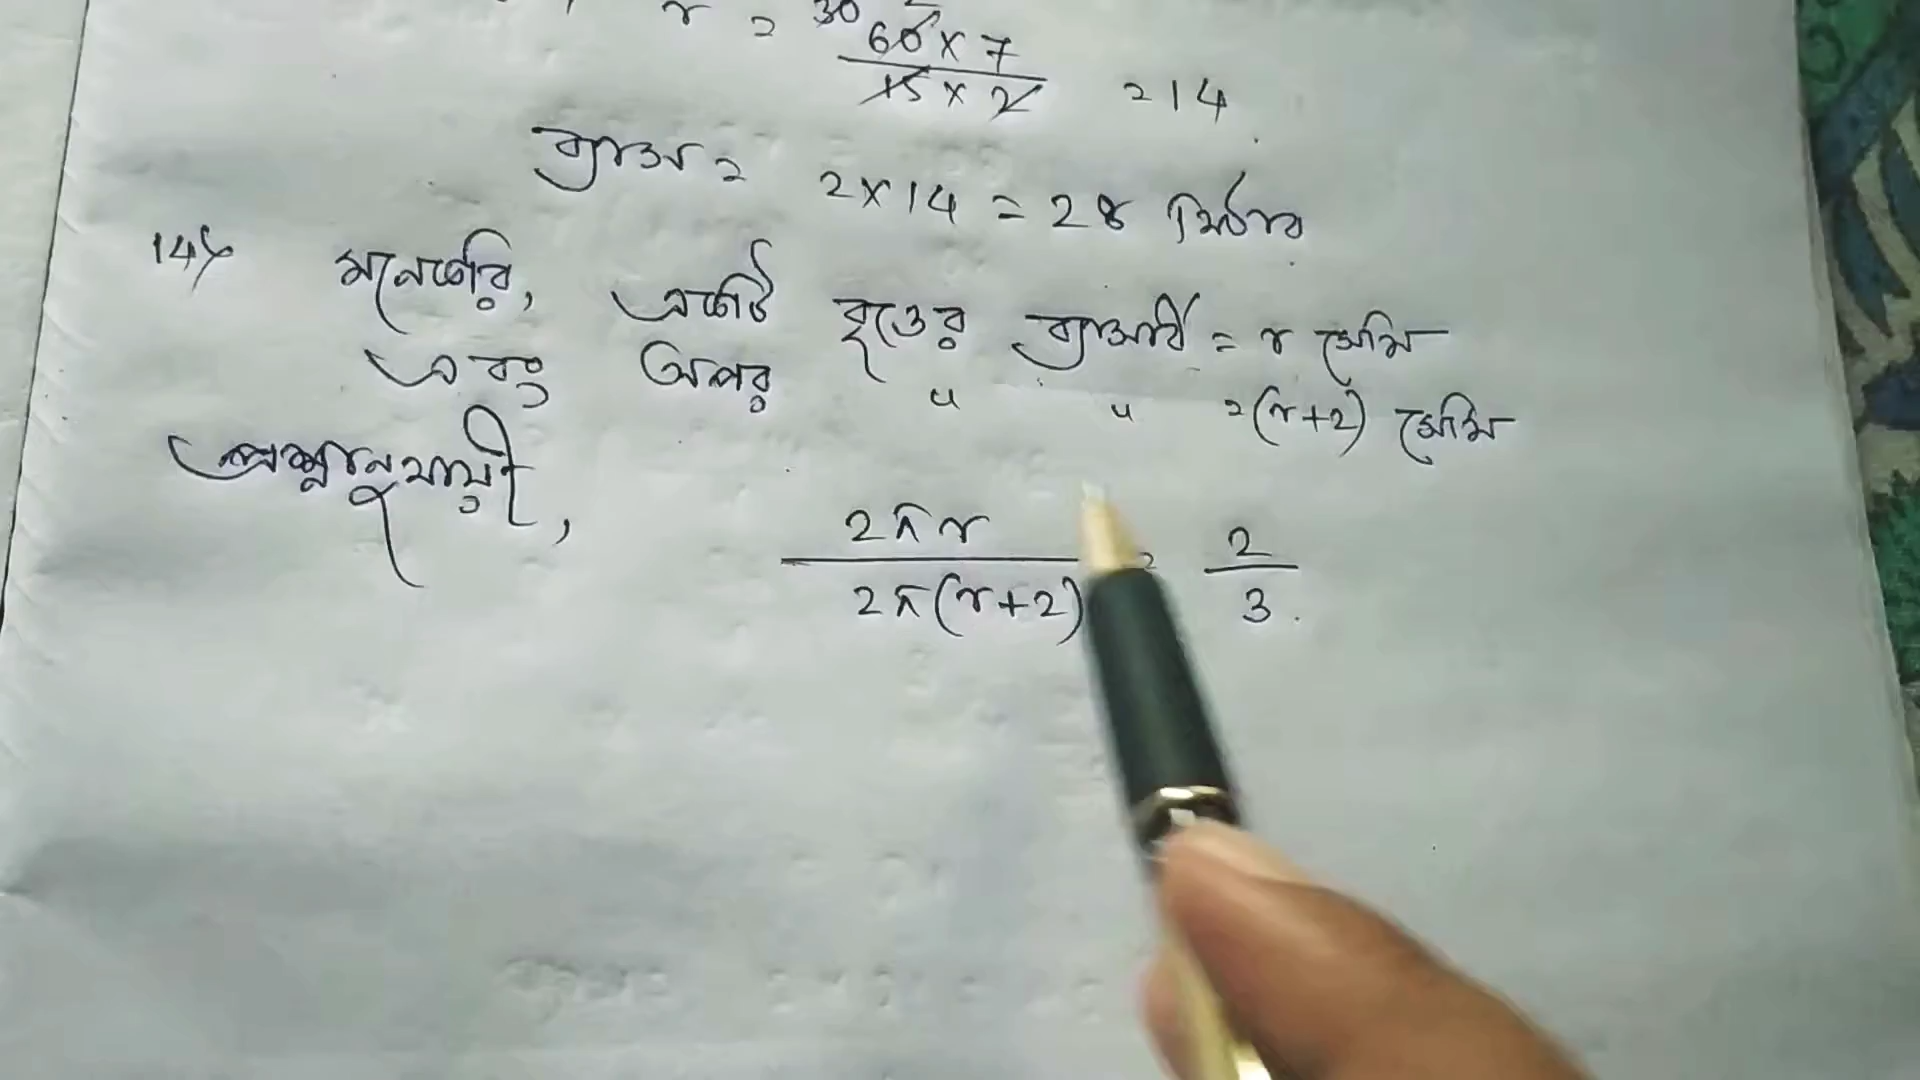 r = 30 60 × 7
15 × 2 = 14
ব্যাস = 2 × 14 = 28 মিটার
14) মনেকরি, একটি বৃত্তের ব্যাসার্ধ = r সেমি
এবং অপর " " = (r+2) সেমি
প্রশ্নানুযায়ী,
2πr
2π(r+2) = 2
3